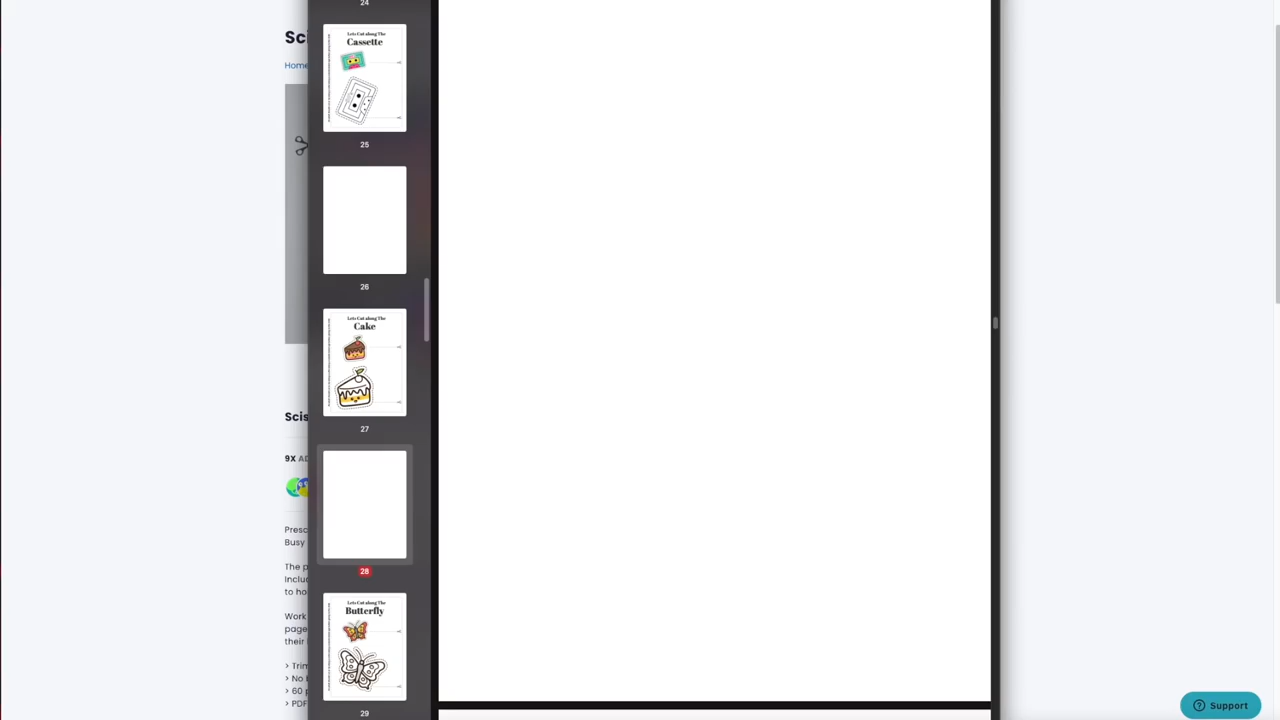 24
Sci
Home
Lets Cut along The
Cassette
25
26
Lets Cut along The
Cake
27
Scis
9X AD
28
Presc
Busy
The p
Inclu
to ho
Work
page
their
> Trim
> No
> 60 p
> PDF
Lets Cut along The
Butterfly
29
Support